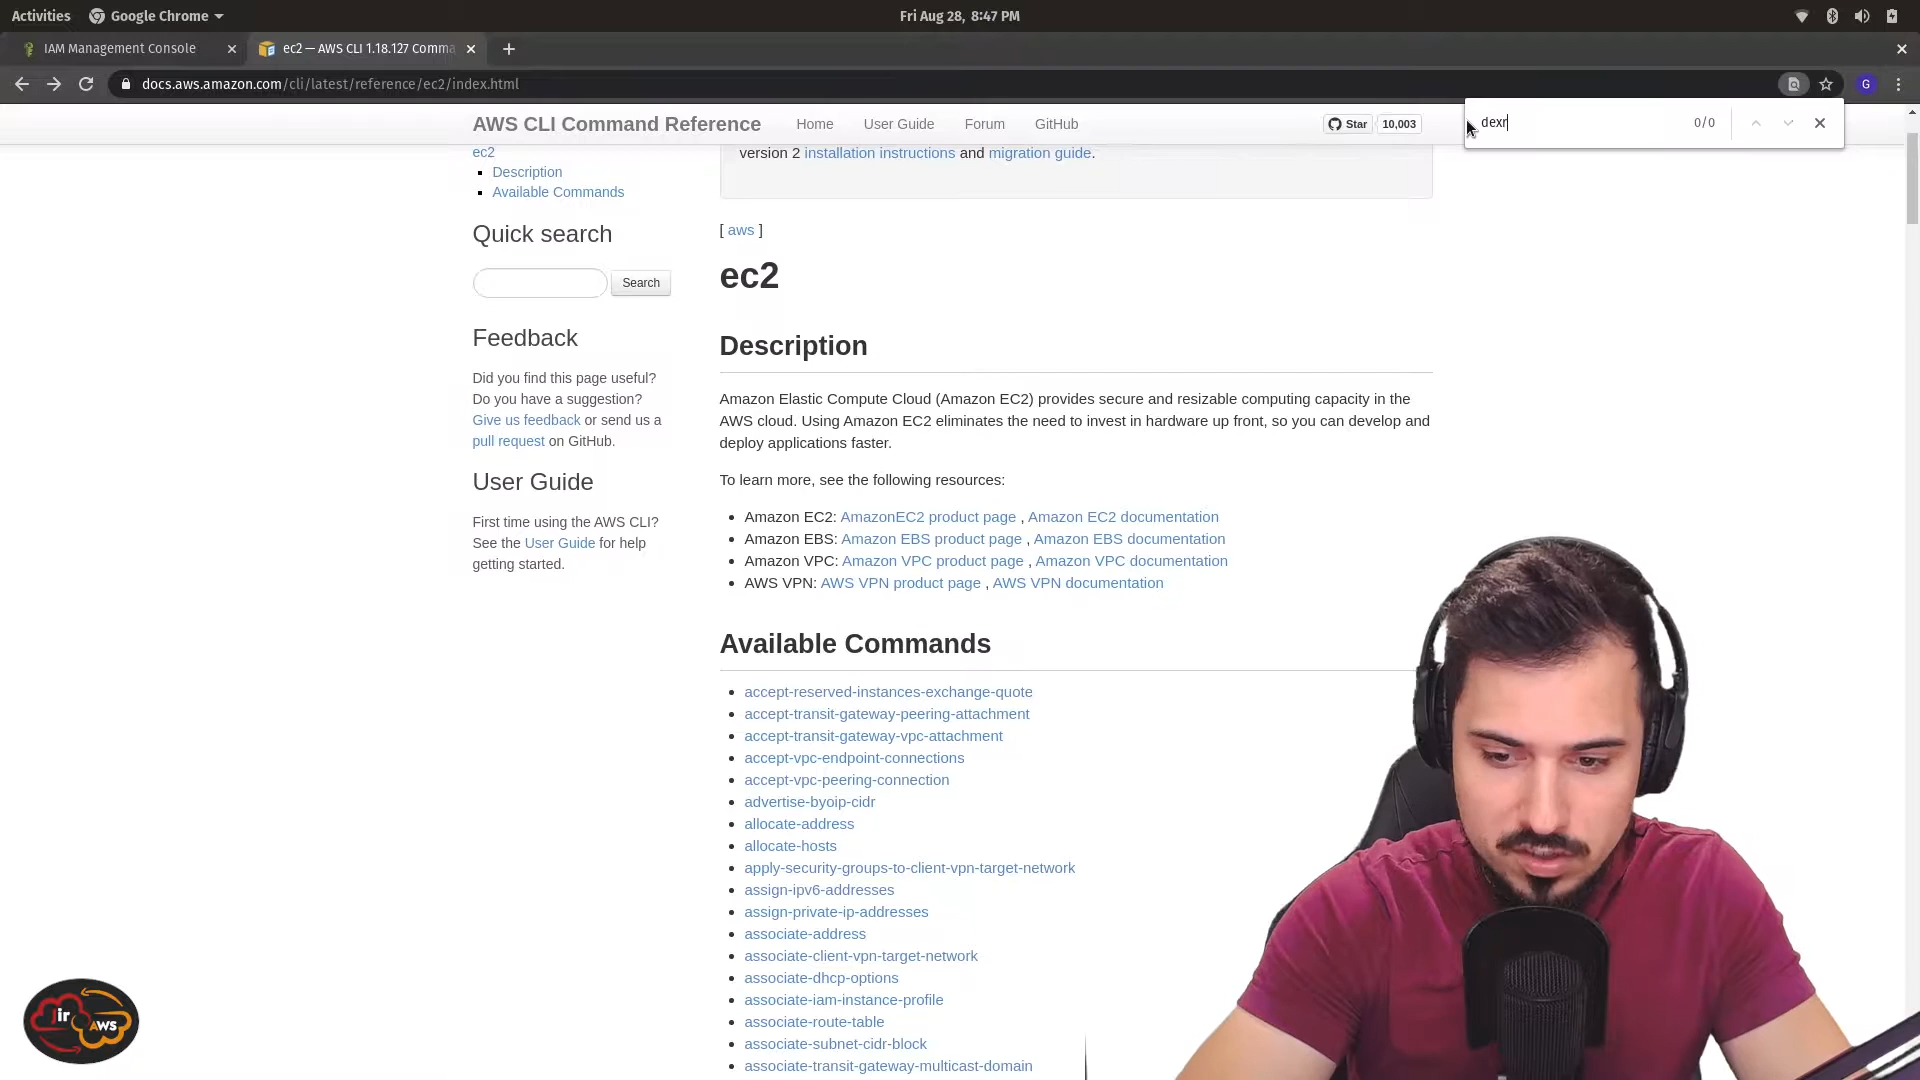 Activities
Google Chrome
Fri Aug 28, 8:47 PM
IAM Management Console
ec2 — AWS CLI 1.18.127 Comma
docs.aws.amazon.com/cli/latest/reference/ec2/index.html
G
dexr
0/0
AWS CLI Command Reference
Home
User Guide
Forum
GitHub
Star
10,003
ec2
Description
Available Commands
Quick search
Search
Feedback
Did you find this page useful?
Do you have a suggestion?
Give us feedback or send us a
pull request on GitHub.
User Guide
First time using the AWS CLI?
See the User Guide for help
getting started.
version 2 installation instructions and migration guide.
[ aws ]
ec2
Description
Amazon Elastic Compute Cloud (Amazon EC2) provides secure and resizable computing capacity in the
AWS cloud. Using Amazon EC2 eliminates the need to invest in hardware up front, so you can develop and
deploy applications faster.
To learn more, see the following resources:
Amazon EC2: AmazonEC2 product page , Amazon EC2 documentation
Amazon EBS: Amazon EBS product page , Amazon EBS documentation
Amazon VPC: Amazon VPC product page , Amazon VPC documentation
AWS VPN: AWS VPN product page , AWS VPN documentation
Available Commands
accept-reserved-instances-exchange-quote
accept-transit-gateway-peering-attachment
accept-transit-gateway-vpc-attachment
accept-vpc-endpoint-connections
accept-vpc-peering-connection
advertise-byoip-cidr
allocate-address
allocate-hosts
apply-security-groups-to-client-vpn-target-network
assign-ipv6-addresses
assign-private-ip-addresses
associate-address
associate-client-vpn-target-network
associate-dhcp-options
associate-iam-instance-profile
associate-route-table
associate-subnet-cidr-block
associate-transit-gateway-multicast-domain
jir
AWS